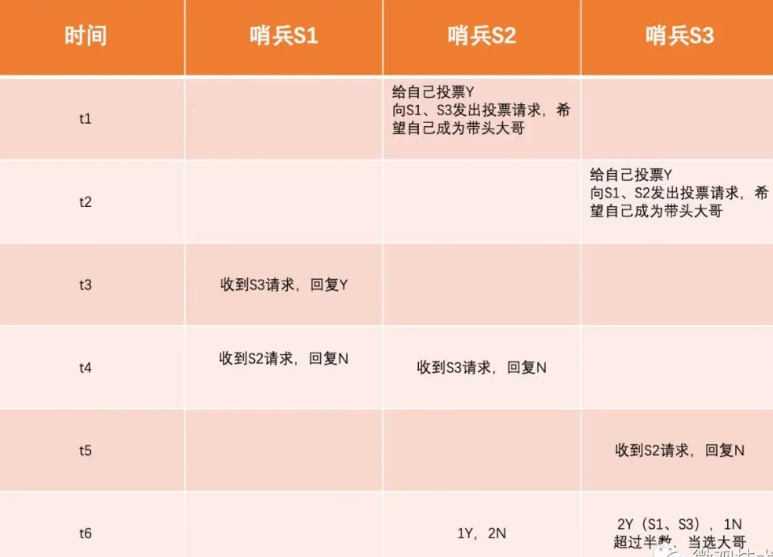 时间 哨兵S1 哨兵S2 哨兵S3
t1
给自己投票Y
向S1、S3发出投票请求，希
望自己成为带头大哥
t2
给自己投票Y
向S1、S2发出投票请求，希
望自己成为带头大哥
t3 收到S3请求，回复Y
t4 收到S2请求，回复N 收到S3请求，回复N
t5 收到S2请求，回复N
t6 1Y，2N
2Y（S1、S3），1N
超过半数，当选大哥